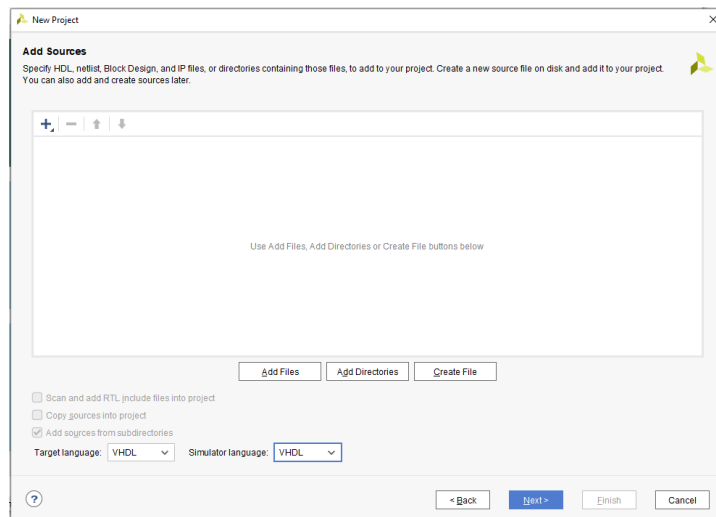 New Project
Add Sources
Specify HDL, netlist, Block Design, and IP files, or directories containing those files, to add to your project. Create a new source file on disk and add it to your project.
You can also add and create sources later.
Use Add Files, Add Directories or Create File buttons below
Add Files Add Directories Create File
Scan and add RTL include files into project
Copy sources into project
Add sources from subdirectories
Target language: VHDL Simulator language: VHDL
? < Back Next > Finish Cancel